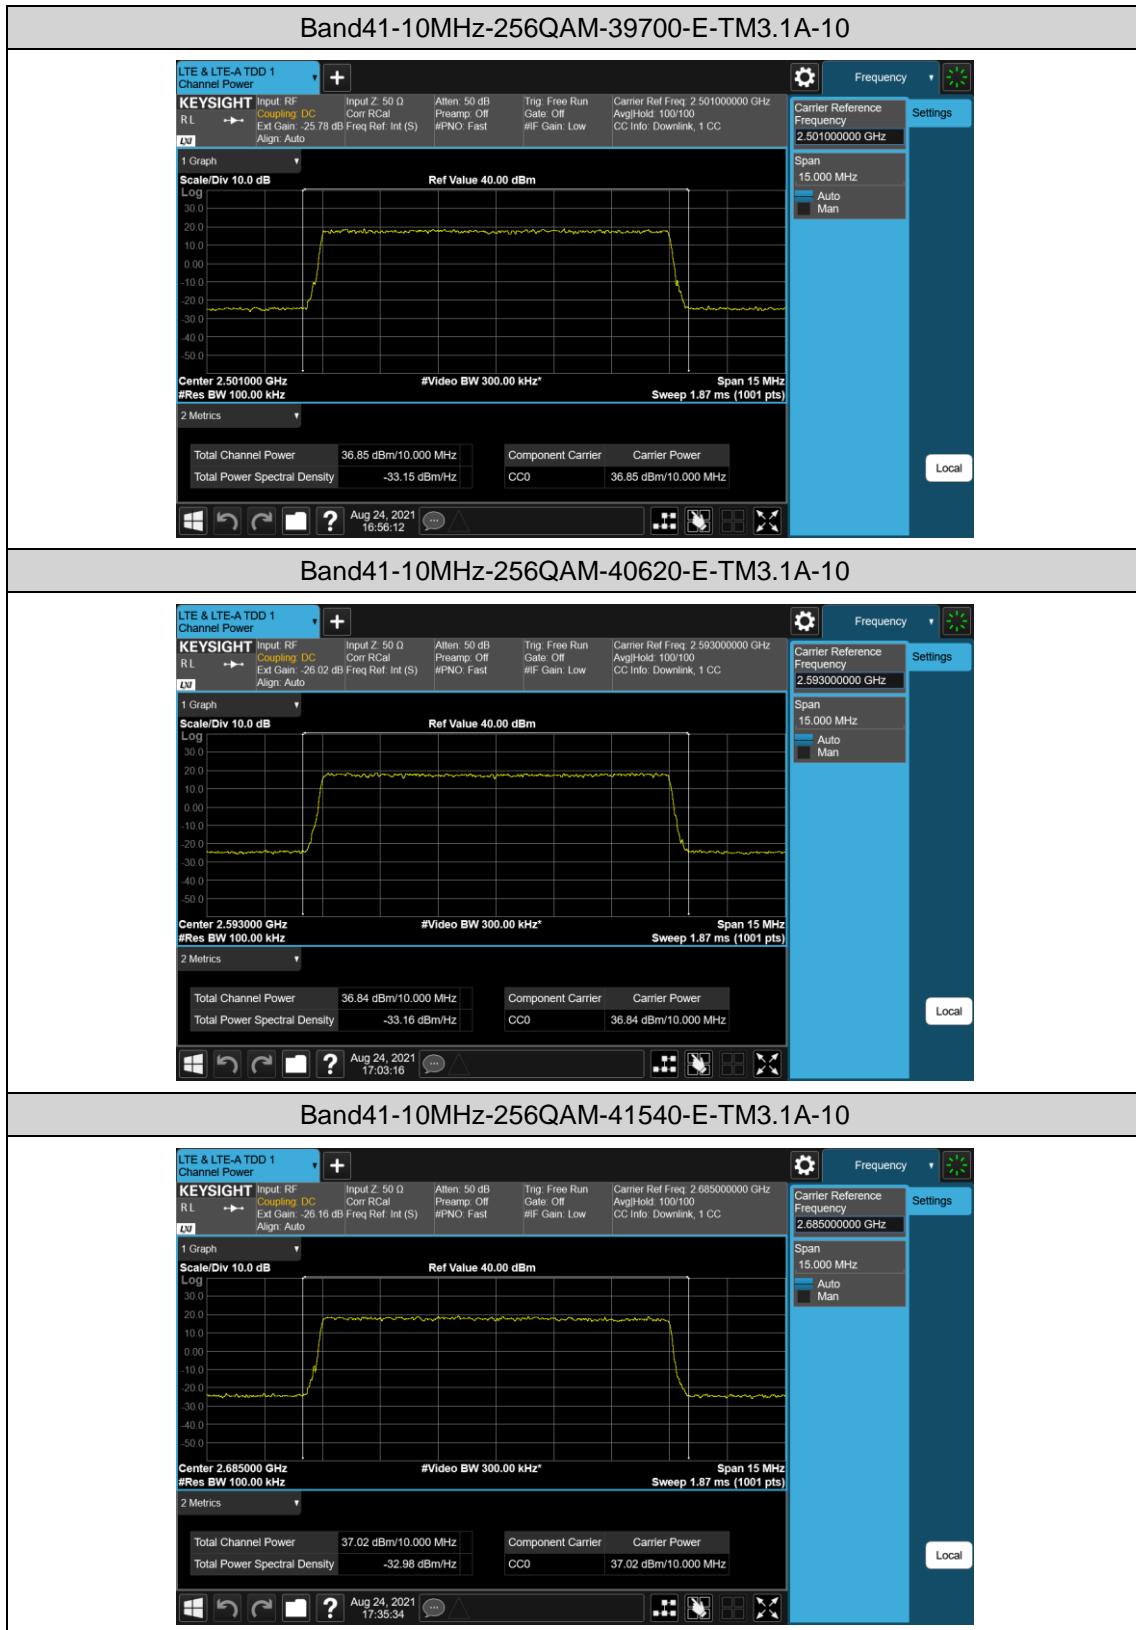 Band41-10MHz-256QAM-39700-E-TM3.1A-10
LTE & LTE-A TDD 1
Channel Power
Frequency
KEYSIGHT
RL
LXI
Input: RF
Coupling: DC
Ext Gain: -25.78 dB
Align: Auto
Input Z: 50 Ω
Corr RCal
Freq Ref: Int (S)
Atten: 50 dB
Preamp: Off
#PNO: Fast
Trig: Free Run
Gate: Off
#IF Gain: Low
Carrier Ref Freq: 2.501000000 GHz
Avg|Hold: 100/100
CC Info: Downlink, 1 CC
Carrier Reference
Frequency
2.501000000 GHz
Settings
Span
15.000 MHz
Auto
Man
1 Graph
Scale/Div 10.0 dB
Ref Value 40.00 dBm
Log
30.0
20.0
10.0
0.00
-10.0
-20.0
-30.0
-40.0
-50.0
Center 2.501000 GHz
#Video BW 300.00 kHz*
Span 15 MHz
#Res BW 100.00 kHz
Sweep 1.87 ms (1001 pts)
2 Metrics
Total Channel Power 36.85 dBm/10.000 MHz
Total Power Spectral Density -33.15 dBm/Hz
Component Carrier Carrier Power
CC0 36.85 dBm/10.000 MHz
Local
Aug 24, 2021
16:56:12
Band41-10MHz-256QAM-40620-E-TM3.1A-10
LTE & LTE-A TDD 1
Channel Power
Frequency
KEYSIGHT
RL
LXI
Input: RF
Coupling: DC
Ext Gain: -26.02 dB
Align: Auto
Input Z: 50 Ω
Corr RCal
Freq Ref: Int (S)
Atten: 50 dB
Preamp: Off
#PNO: Fast
Trig: Free Run
Gate: Off
#IF Gain: Low
Carrier Ref Freq: 2.593000000 GHz
Avg|Hold: 100/100
CC Info: Downlink, 1 CC
Carrier Reference
Frequency
2.593000000 GHz
Settings
Span
15.000 MHz
Auto
Man
1 Graph
Scale/Div 10.0 dB
Ref Value 40.00 dBm
Log
30.0
20.0
10.0
0.00
-10.0
-20.0
-30.0
-40.0
-50.0
Center 2.593000 GHz
#Video BW 300.00 kHz*
Span 15 MHz
#Res BW 100.00 kHz
Sweep 1.87 ms (1001 pts)
2 Metrics
Total Channel Power 36.84 dBm/10.000 MHz
Total Power Spectral Density -33.16 dBm/Hz
Component Carrier Carrier Power
CC0 36.84 dBm/10.000 MHz
Local
Aug 24, 2021
17:03:16
Band41-10MHz-256QAM-41540-E-TM3.1A-10
LTE & LTE-A TDD 1
Channel Power
Frequency
KEYSIGHT
RL
LXI
Input: RF
Coupling: DC
Ext Gain: -26.16 dB
Align: Auto
Input Z: 50 Ω
Corr RCal
Freq Ref: Int (S)
Atten: 50 dB
Preamp: Off
#PNO: Fast
Trig: Free Run
Gate: Off
#IF Gain: Low
Carrier Ref Freq: 2.685000000 GHz
Avg|Hold: 100/100
CC Info: Downlink, 1 CC
Carrier Reference
Frequency
2.685000000 GHz
Settings
Span
15.000 MHz
Auto
Man
1 Graph
Scale/Div 10.0 dB
Ref Value 40.00 dBm
Log
30.0
20.0
10.0
0.00
-10.0
-20.0
-30.0
-40.0
-50.0
Center 2.685000 GHz
#Video BW 300.00 kHz*
Span 15 MHz
#Res BW 100.00 kHz
Sweep 1.87 ms (1001 pts)
2 Metrics
Total Channel Power 37.02 dBm/10.000 MHz
Total Power Spectral Density -32.98 dBm/Hz
Component Carrier Carrier Power
CC0 37.02 dBm/10.000 MHz
Local
Aug 24, 2021
17:35:34